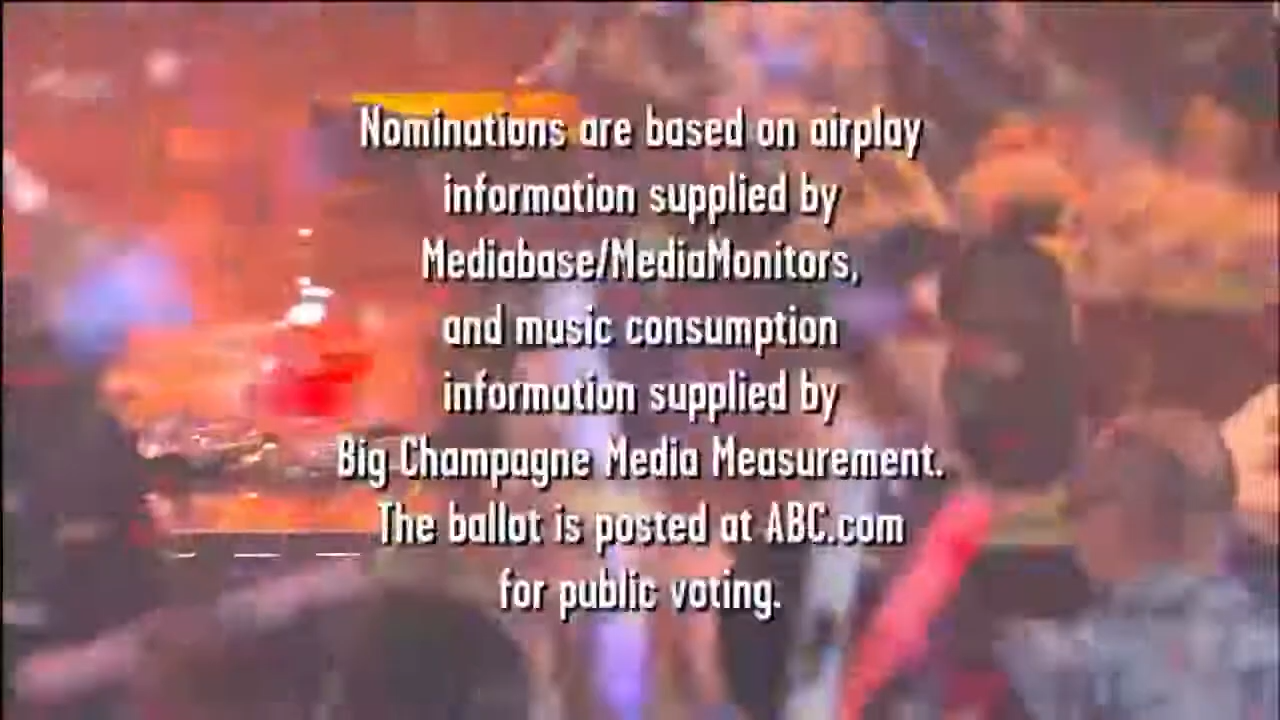 Nominations are based on airplay
information supplied by
Mediabase/MediaMonitors,
and music consumption
information supplied by
Big Champagne Media Measurement.
The ballot is posted at ABC.com
for public voting.